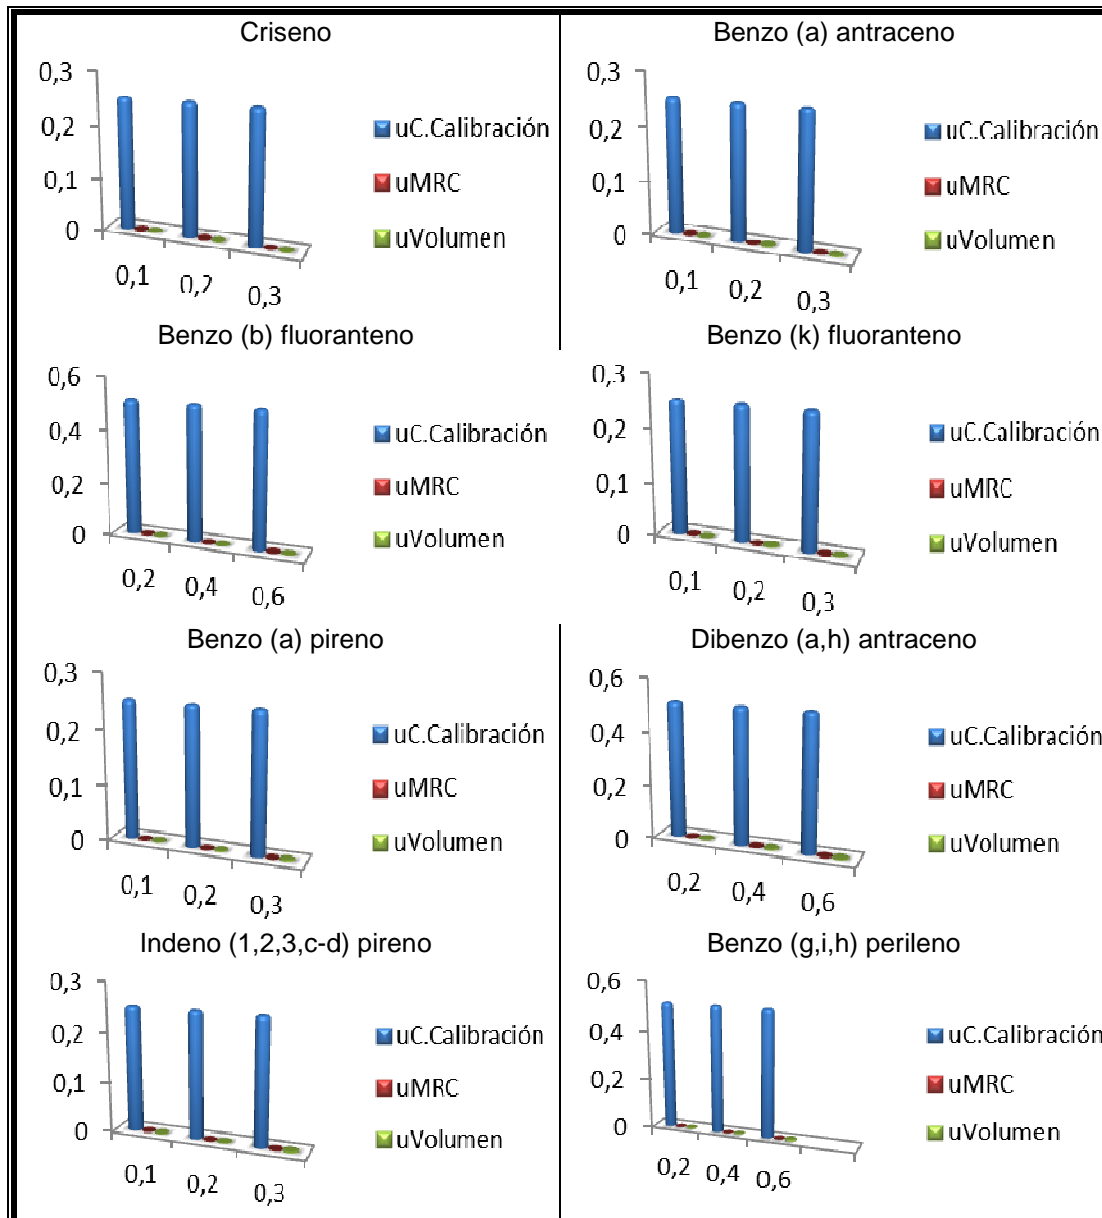 Criseno
0,3
0,2
0,1
0
0,1
0,2
0,3
uC.Calibración
uMRC
uVolumen
Benzo (a) antraceno
0,3
0,2
0,1
0
0,1
0,2
0,3
uC.Calibración
uMRC
uVolumen
Benzo (b) fluoranteno
0,6
0,4
0,2
0
0,2
0,4
0,6
uC.Calibración
uMRC
uVolumen
Benzo (k) fluoranteno
0,3
0,2
0,1
0
0,1
0,2
0,3
uC.Calibración
uMRC
uVolumen
Benzo (a) pireno
0,3
0,2
0,1
0
0,1
0,2
0,3
uC.Calibración
uMRC
uVolumen
Dibenzo (a,h) antraceno
0,6
0,4
0,2
0
0,2
0,4
0,6
uC.Calibración
uMRC
uVolumen
Indeno (1,2,3,c-d) pireno
0,3
0,2
0,1
0
0,1
0,2
0,3
uC.Calibración
uMRC
uVolumen
Benzo (g,i,h) perileno
0,6
0,4
0,2
0
0,2
0,4
0,6
uC.Calibración
uMRC
uVolumen